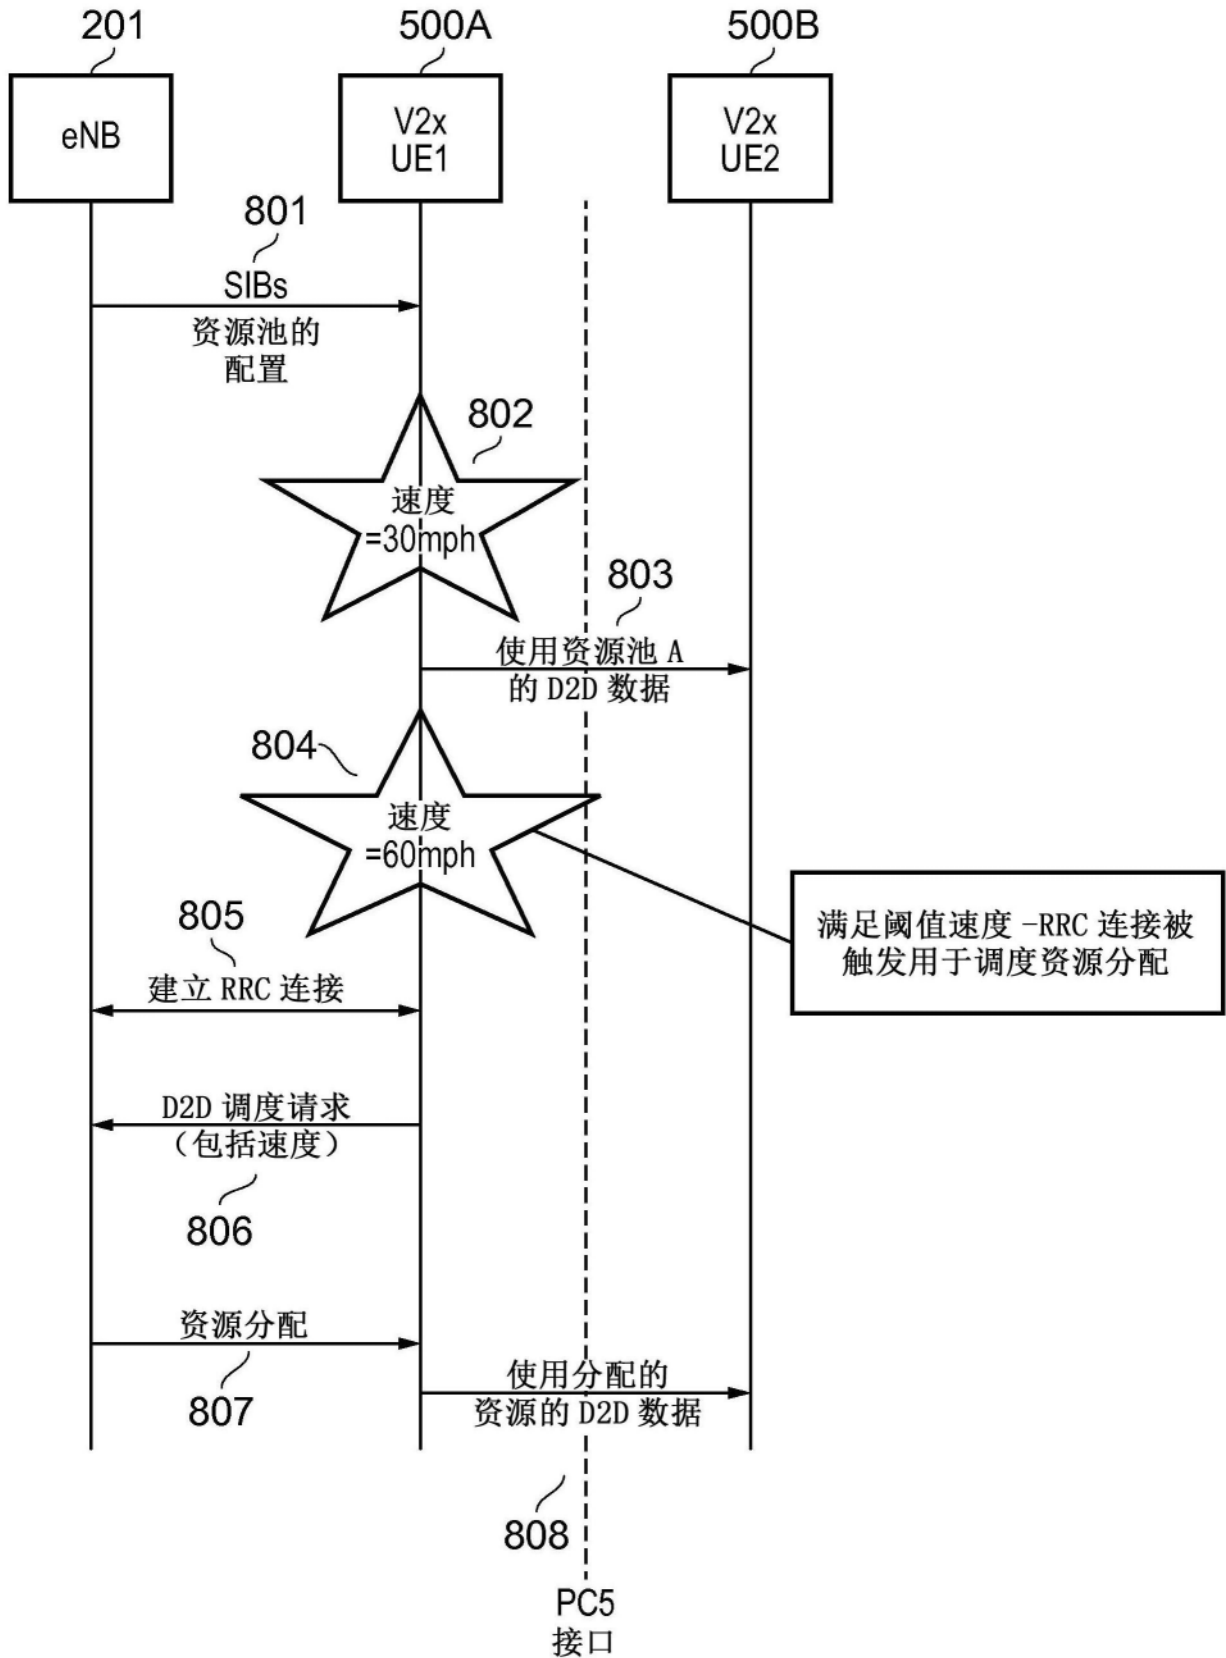 201
500A
500B
eNB
V2x
UE1
V2x
UE2
801
SIBs
资源池的
配置
802
速度
=30mph
803
使用资源池 A
的 D2D 数据
804
速度
=60mph
满足阈值速度 -RRC 连接被
触发用于调度资源分配
805
建立 RRC 连接
D2D 调度请求
（包括速度）
806
资源分配
807
使用分配的
资源的 D2D 数据
808
PC5
接口